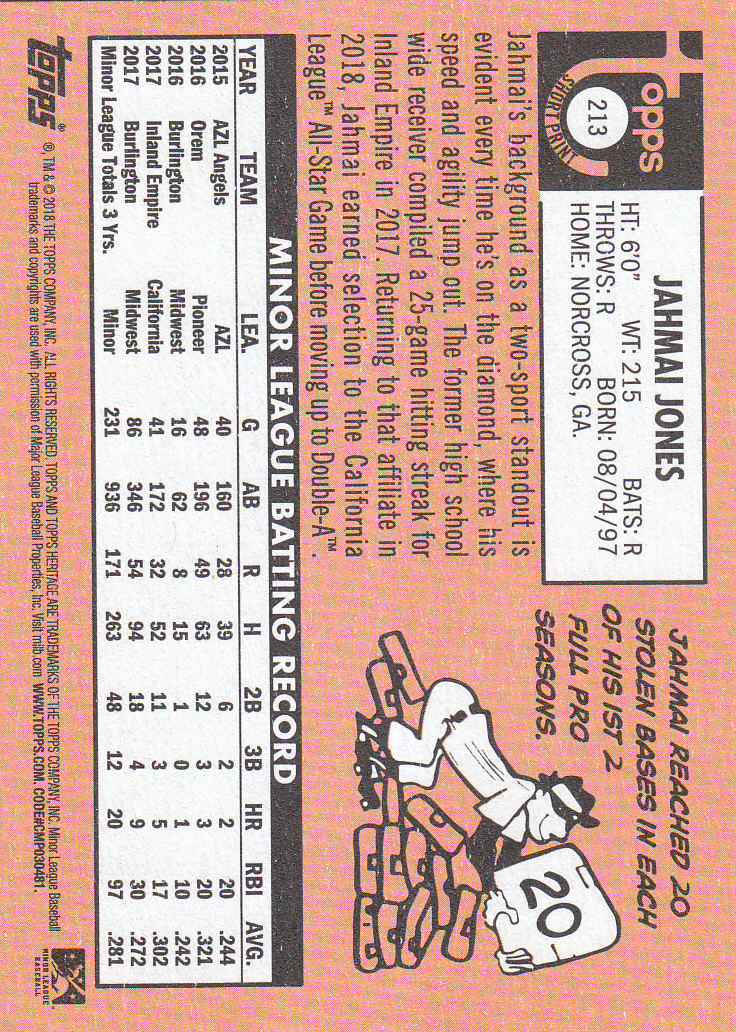 topps
213
SHORT PRINT
JAHMAI JONES
HT: 6'0" WT: 215 BATS: R
THROWS: R BORN: 08/04/97
HOME: NORCROSS, GA.
Jahmai's background as a two-sport standout is
evident every time he's on the diamond, where his
speed and agility jump out. The former high school
wide receiver compiled a 25-game hitting streak for
Inland Empire in 2017. Returning to that affiliate in
2018, Jahmai earned selection to the California
League™ All-Star Game before moving up to Double-A™.
JAHMAI REACHED 20
STOLEN BASES IN EACH
OF HIS 1ST 2
FULL PRO
SEASONS.
20
MINOR LEAGUE BATTING RECORD
YEAR TEAM LEA. G AB R H 2B 3B HR RBI AVG.
2015 AZL Angels AZL 40 160 28 39 6 2 2 20 .244
2016 Orem Pioneer 48 196 49 63 12 3 3 20 .321
2016 Burlington Midwest 16 62 8 15 1 0 1 10 .242
2017 Inland Empire California 41 172 32 52 11 3 5 17 .302
2017 Burlington Midwest 86 346 54 94 18 4 9 30 .272
Minor League Totals 3 Yrs. Minor 231 936 171 263 48 12 20 97 .281
topps®
® TM & © 2018 THE TOPPS COMPANY, INC. ALL RIGHTS RESERVED. TOPPS AND TOPPS HERITAGE ARE TRADEMARKS OF THE TOPPS COMPANY, INC. Minor League Baseball
trademarks and copyrights are used with permission of Major League Baseball Properties, Inc. Visit milb.com WWW.TOPPS.COM. CODE#CMP030481.
MINOR LEAGUE
BASEBALL